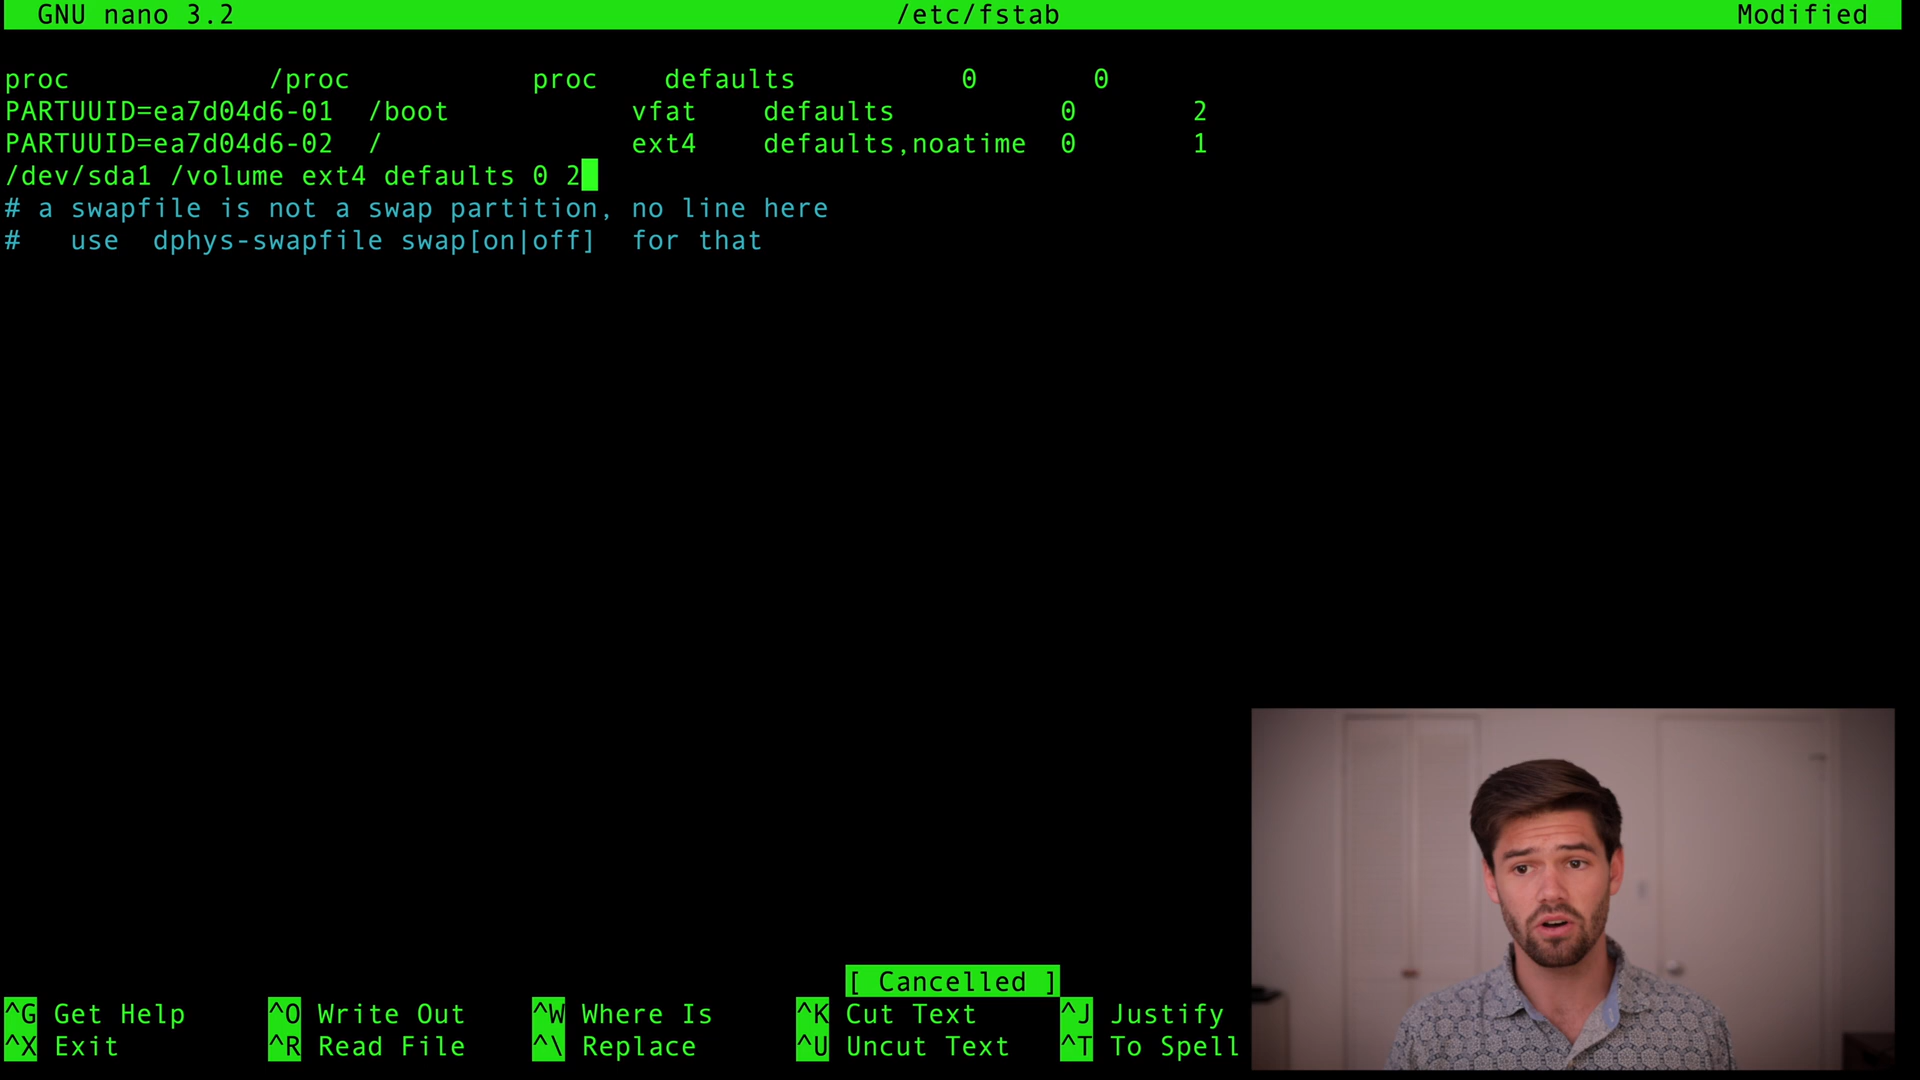 GNU nano 3.2 /etc/fstab Modified
proc /proc proc defaults 0 0
PARTUUID=ea7d04d6-01 /boot vfat defaults 0 2
PARTUUID=ea7d04d6-02 / ext4 defaults,noatime 0 1
/dev/sda1 /volume ext4 defaults 0 2
# a swapfile is not a swap partition, no line here
#   use  dphys-swapfile swap[on|off]  for that
[ Cancelled ]
^G Get Help ^O Write Out ^W Where Is ^K Cut Text ^J Justify
^X Exit ^R Read File ^\ Replace ^U Uncut Text ^T To Spell